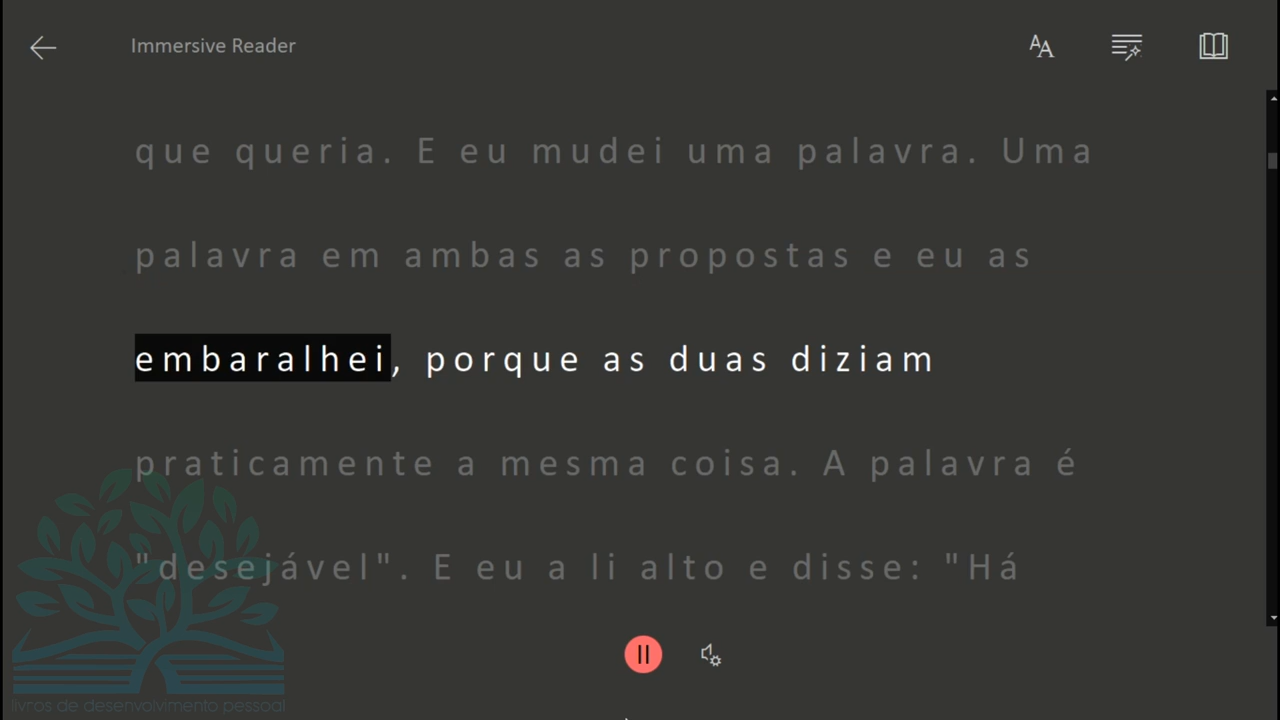 Immersive Reader
que queria. E eu mudei uma palavra. Uma
palavra em ambas as propostas e eu as
embaralhei, porque as duas diziam
praticamente a mesma coisa. A palavra é
"desejável". E eu a li alto e disse: "Há
livros de desenvolvimento pessoal